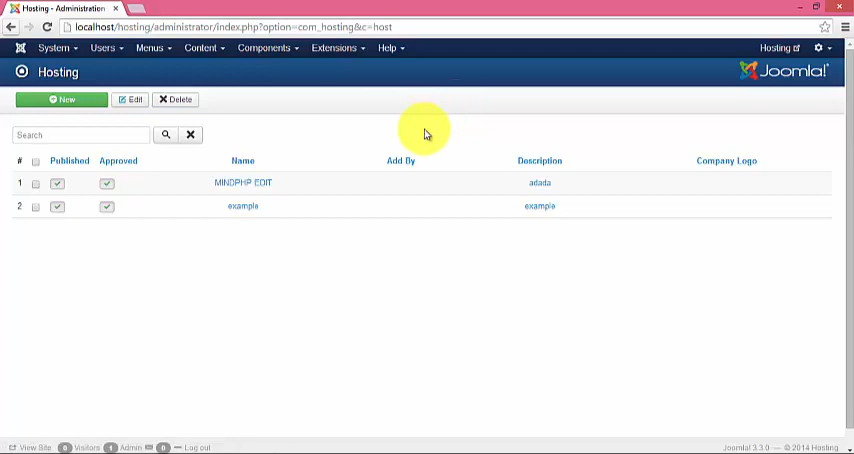 Hosting - Administration
localhost/hosting/administrator/index.php?option=com_hosting&c=host
System Users Menus Content Components Extensions Help Hosting
Hosting Joomla!®
New Edit Delete
Search
# Published Approved Name Add By Description Company Logo
1 MINDPHP EDIT adada
2 example example
View Site 0 Visitors 1 Admin 0 Log out Joomla! 3.3.0 — © 2014 Hosting